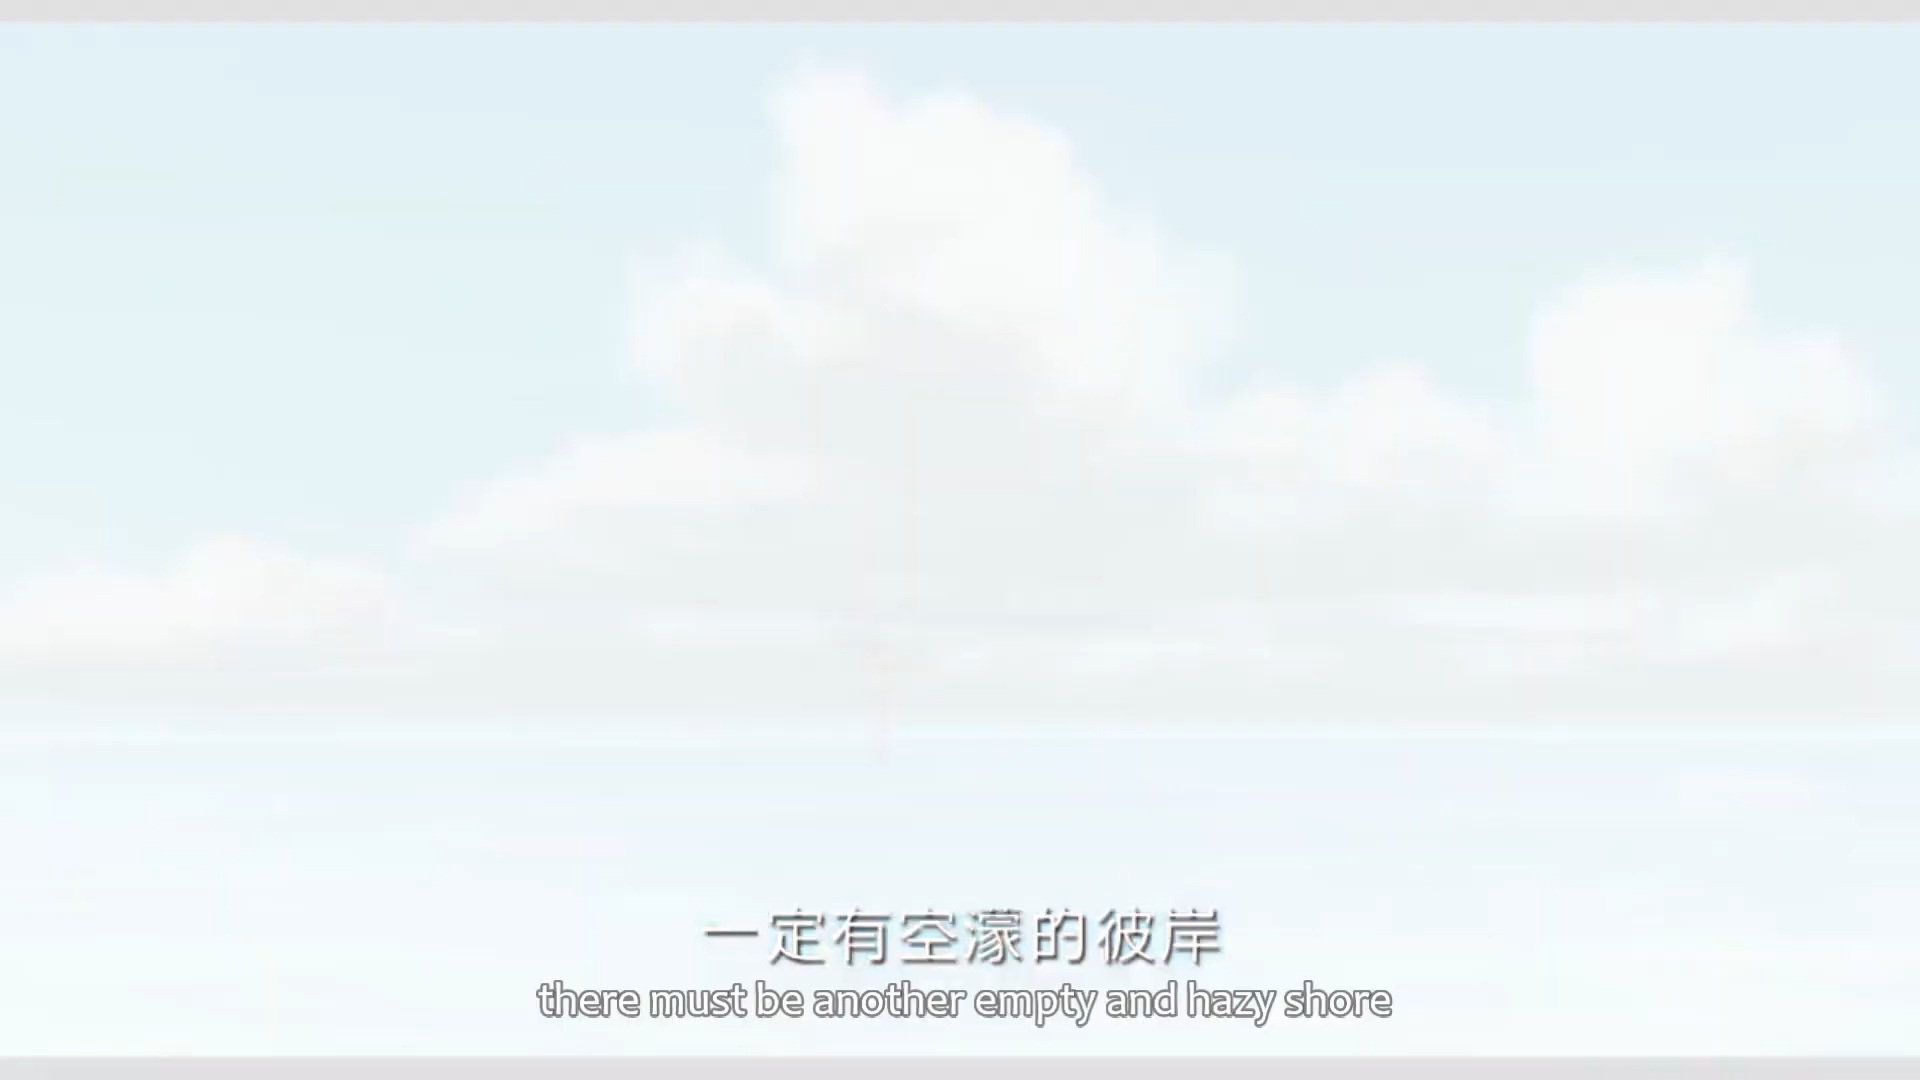 一定有空濛的彼岸
there must be another empty and hazy shore